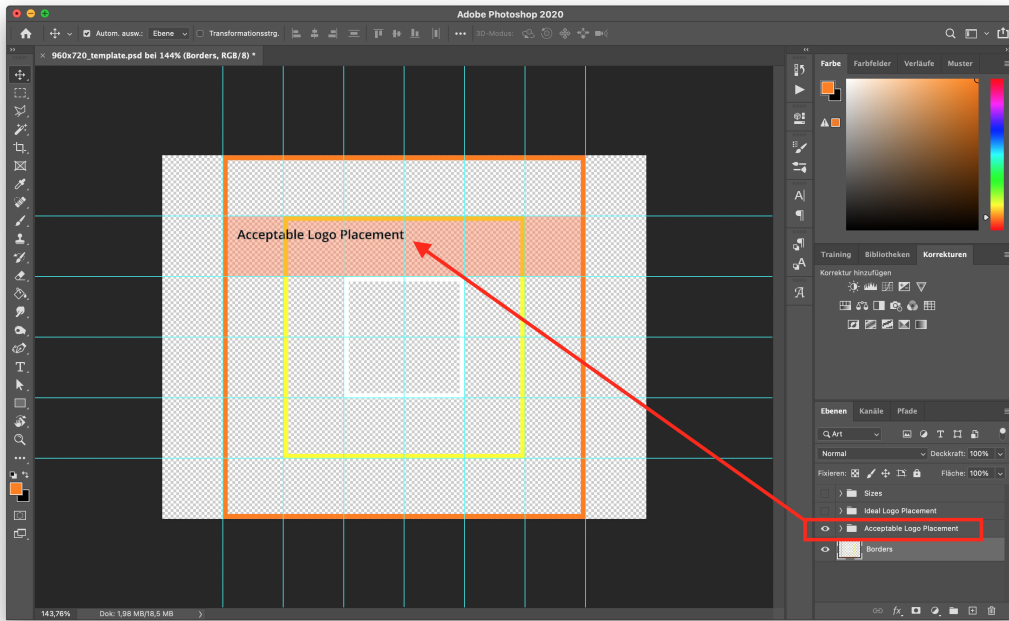 Adobe Photoshop 2020
Autom. ausw.: Ebene Transformationsstrg. 3D-Modus:
960x720_template.psd bei 144% (Borders, RGB/8) *
Farbe Farbfelder Verläufe Muster
Acceptable Logo Placement
Training Bibliotheken Korrekturen
Korrektur hinzufügen
Ebenen Kanäle Pfade
Art
Normal Deckkraft: 100%
Fixieren: Fläche: 100%
Sizes
Ideal Logo Placement
Acceptable Logo Placement
Borders
143,76% Dok: 1,98 MB/18,5 MB